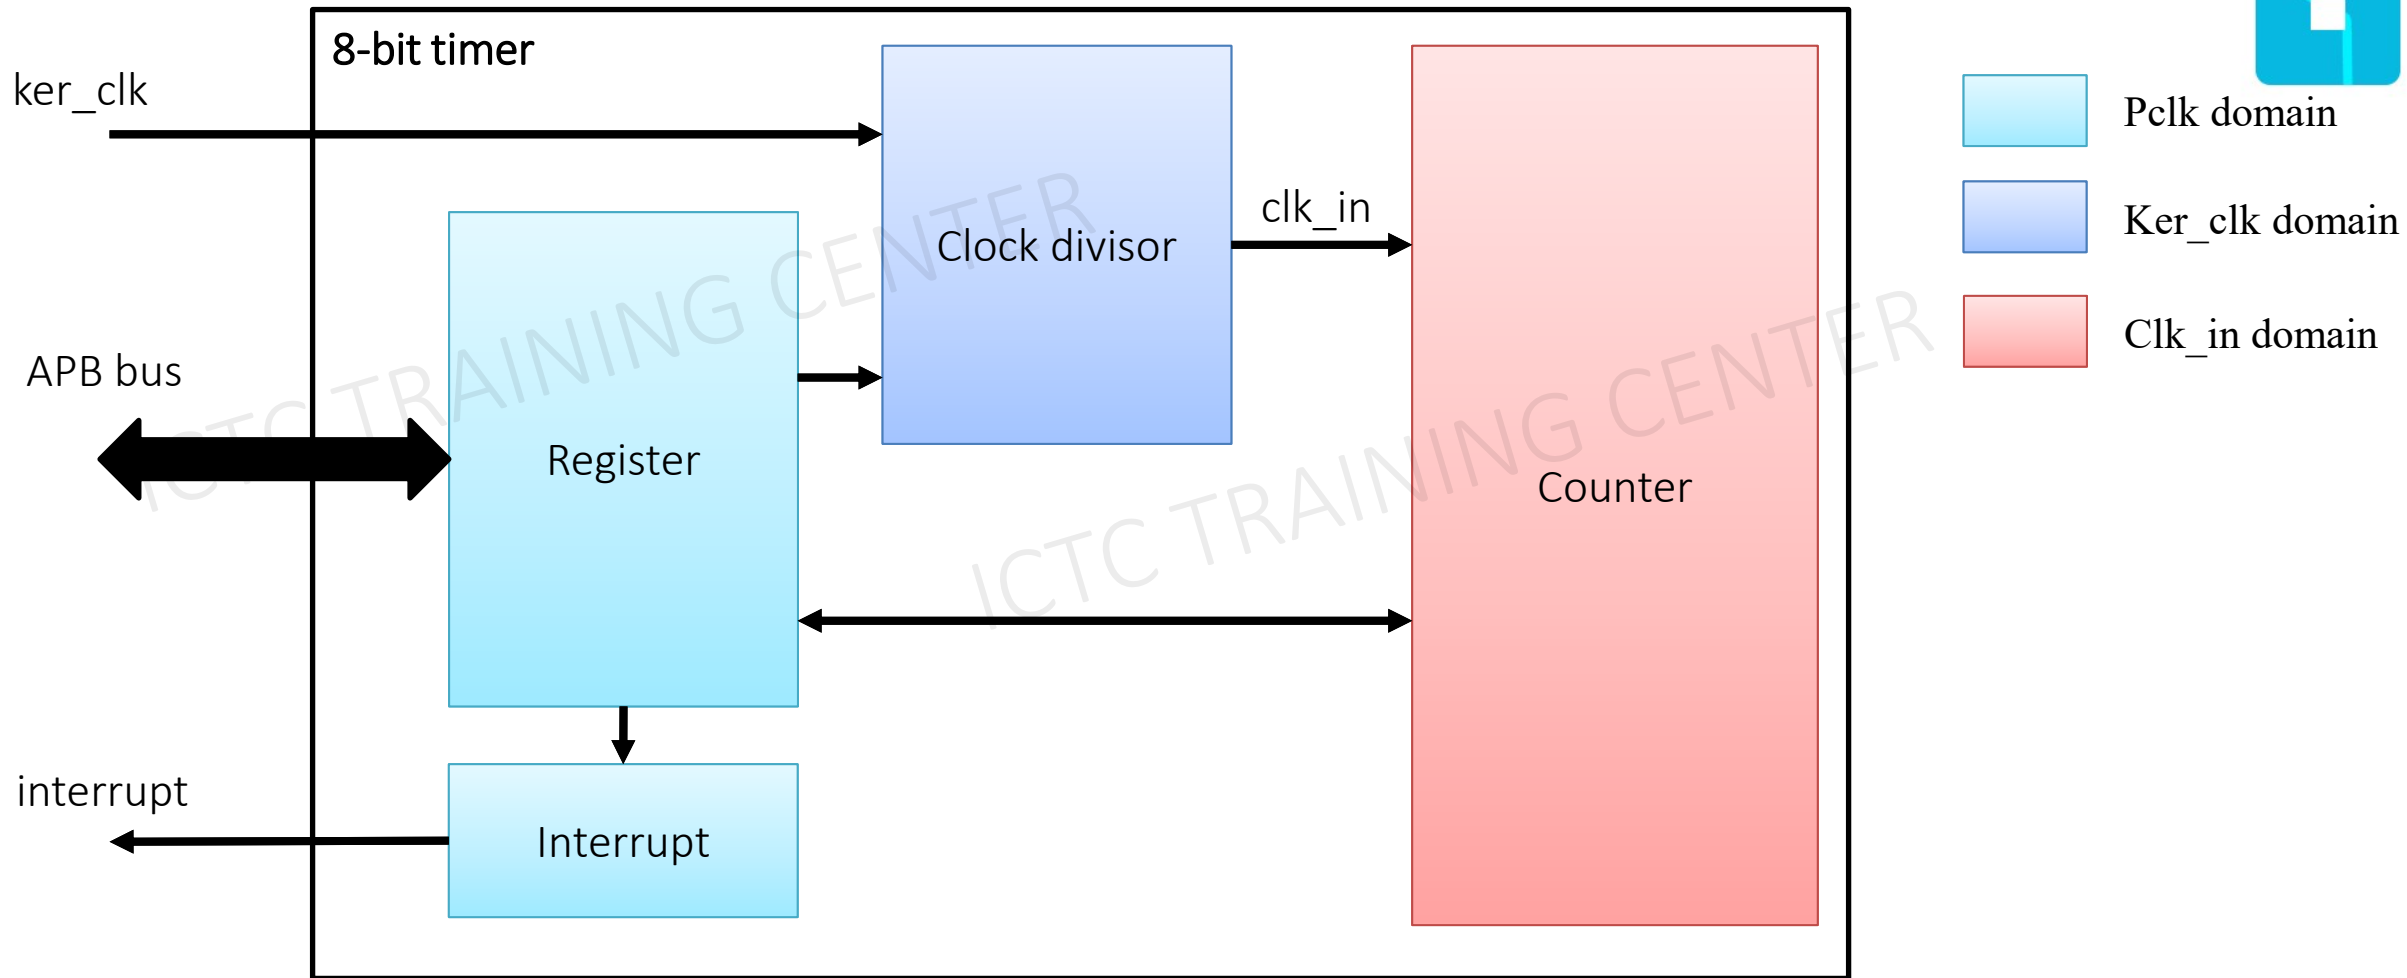 8-bit timer
ker_clk
Pclk domain
Ker_clk domain
Clk_in domain
clk_in
Clock divisor
APB bus
Register
Counter
interrupt
Interrupt
ICTC TRAINING CENTER
ICTC TRAINING CENTER